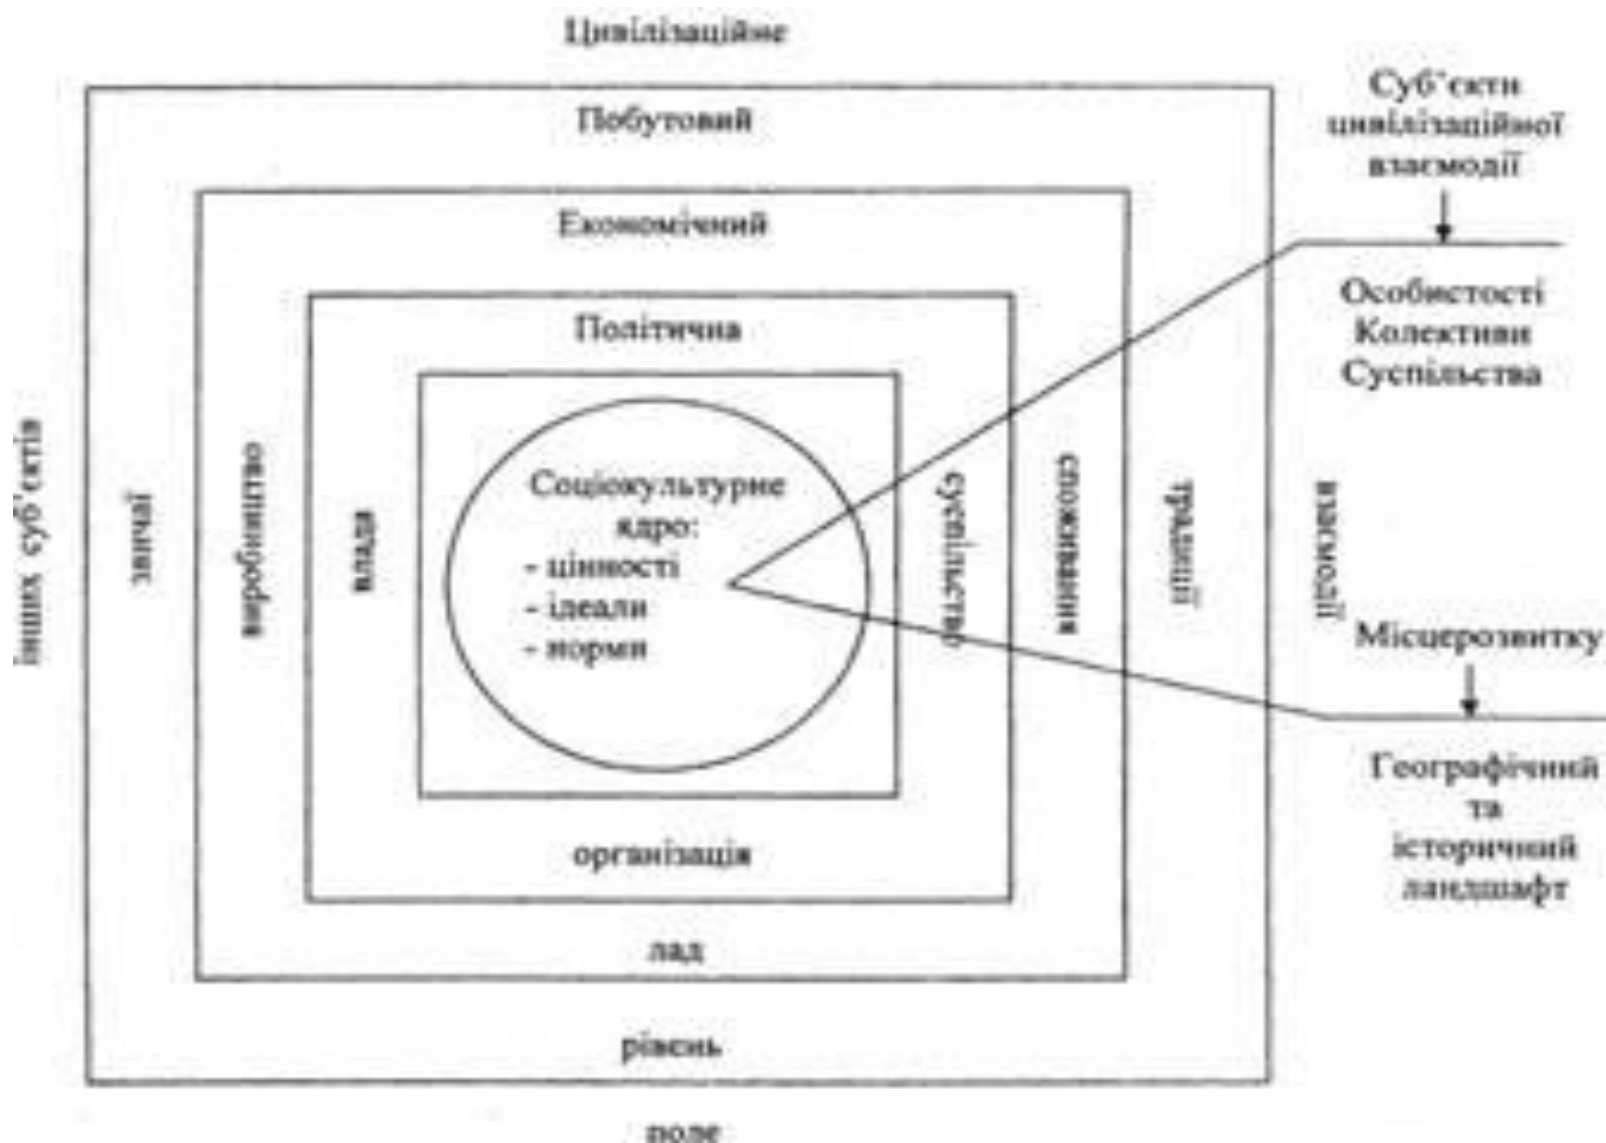 Цивілізаційне
Побутовий
Економічний
Політична
Соціокультурне
ядро:
- цінності
- ідеали
- норми
організація
лад
рівень
поле
інших суб'єктів
звичаї
виробництво
влада
суспільство
споживання
традиції
взаємодії
Суб'єкти
цивілізаційної
взаємодії
Особистості
Колективи
Суспільства
Місцерозвитку
Географічний
та
історичний
ландшафт